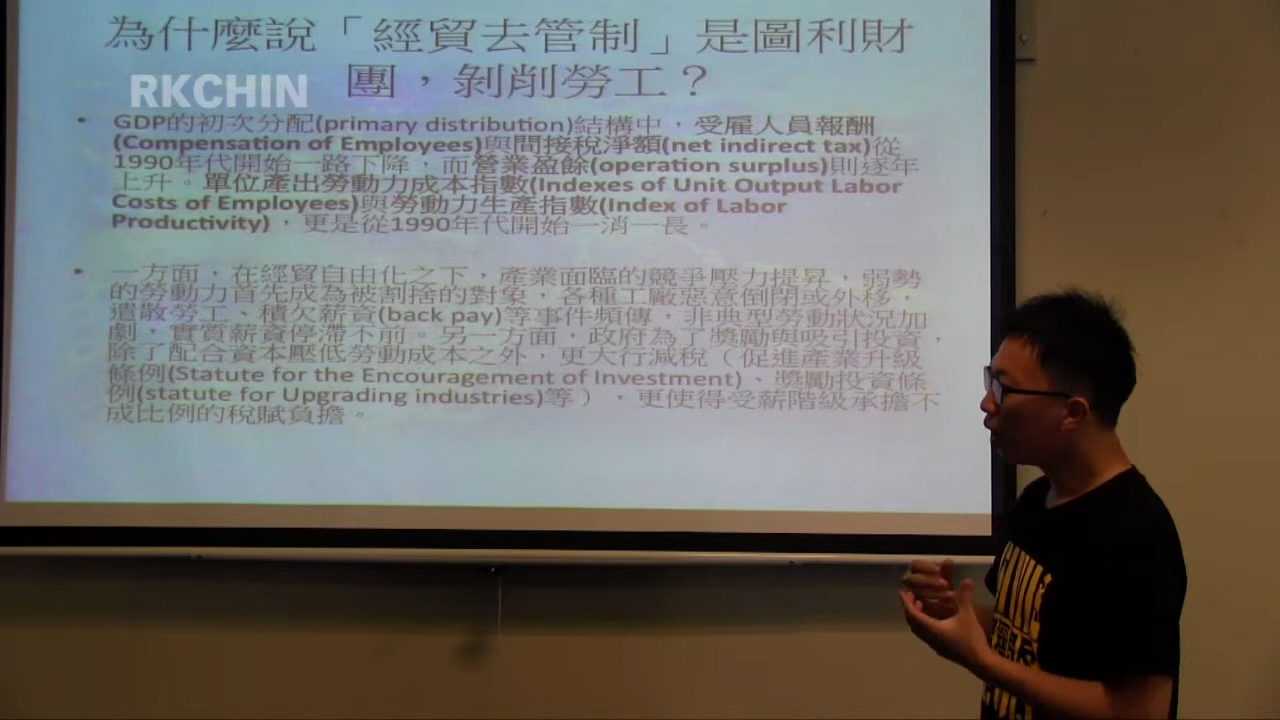 為什麼說「經貿去管制」是圖利財
團，剝削勞工？
RKCHIN
• GDP的初次分配(primary distribution)結構中，受雇人員報酬
(Compensation of Employees)與間接稅淨額(net indirect tax)從
1990年代開始一路下降，而營業盈餘(operation surplus)則逐年
上升。單位產出勞動力成本指數(Indexes of Unit Output Labor
Costs of Employees)與勞動力生產指數(Index of Labor
Productivity)，更是從1990年代開始一消一長。
• 一方面，在經貿自由化之下，產業面臨的競爭壓力提昇，弱勢
的勞動力首先成為被割捨的對象，各種工廠惡意倒閉或外移，
遣散勞工、積欠薪資(back pay)等事件頻傳，非典型勞動狀況加
劇，實質薪資停滯不前。另一方面，政府為了獎勵與吸引投資，
除了配合資本壓低勞動成本之外，更大行減稅（促進產業升級
條例(Statute for the Encouragement of Investment)、獎勵投資條
例(statute for Upgrading industries)等），更使得受薪階級承擔不
成比例的稅賦負擔。